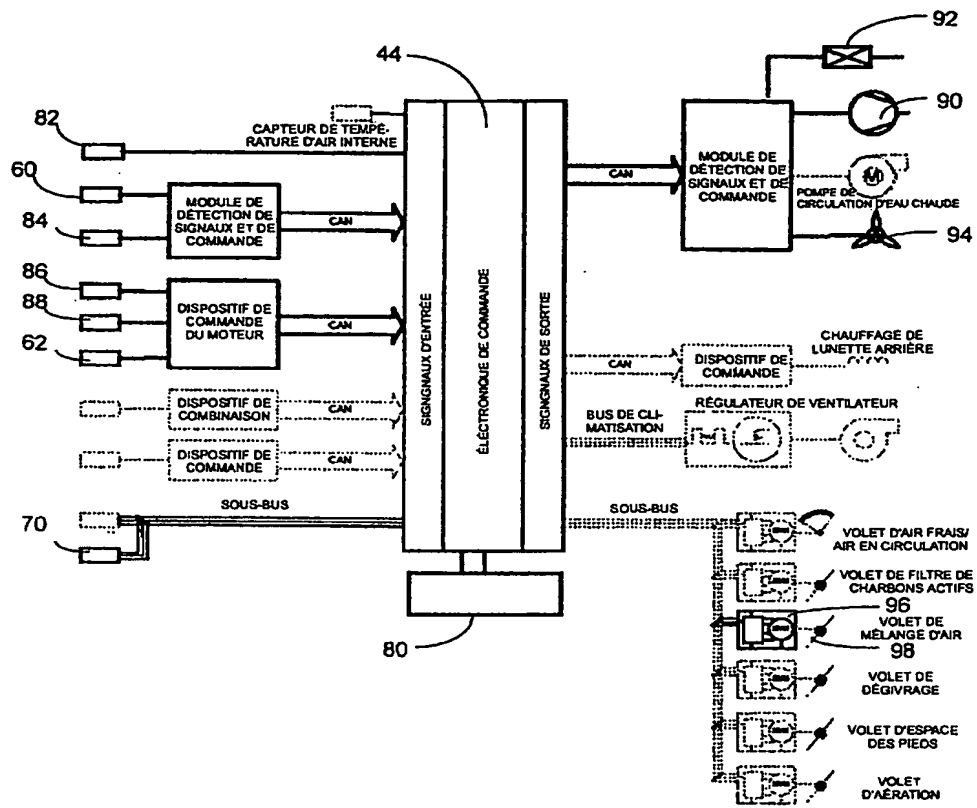 92
44
90
82
CAPTEUR DE TEMPÉ-
RATURE D'AIR INTERNE
60
MODULE DE
DÉTECTION DE
SIGNAUX ET DE
COMMANDE
CAN
84
CAN
MODULE DE
DÉTECTION DE
SIGNAUX ET DE
COMMANDE
M
POMPE DE
CIRCULATION D'EAU CHAUDE
94
86
88
62
DISPOSITIF DE
COMMANDE
DU MOTEUR
CAN
SIGNGNAUX D'ENTRÉE
ÉLÉCTRONIQUE DE COMMANDE
SIGNGNAUX DE SORTIE
CHAUFFAGE DE
LUNETTE ARRIÈRE
CAN
DISPOSITIF DE
COMMANDE
DISPOSITIF DE
COMBINAISON
CAN
BUS DE CLI-
MATISATION
RÉGULATEUR DE VENTILATEUR
DISPOSITIF DE
COMMANDE
CAN
SOUS-BUS
SOUS-BUS
70
VOLET D'AIR FRAIS/
AIR EN CIRCULATION
VOLET DE FILTRE DE
CHARBONS ACTIFS
96
VOLET DE
MÉLANGE D'AIR
98
80
VOLET DE
DÉGIVRAGE
VOLET D'ESPACE
DES PIEDS
VOLET
D'AÉRATION